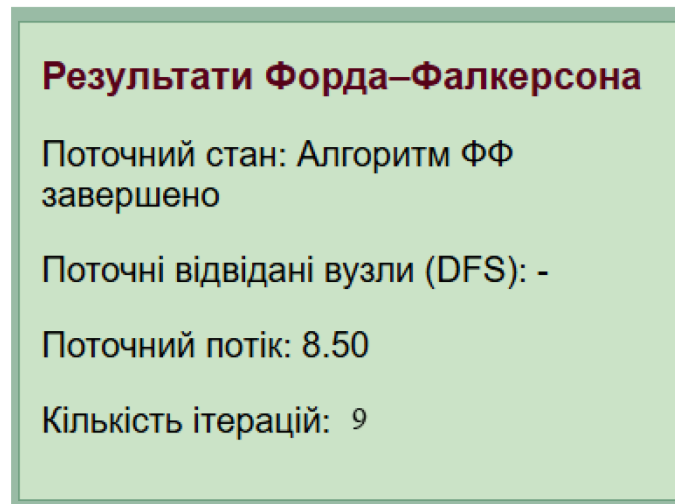 Результати Форда–Фалкерсона
Поточний стан: Алгоритм ФФ
завершено
Поточні відвідані вузли (DFS): -
Поточний потік: 8.50
Кількість ітерацій: 9